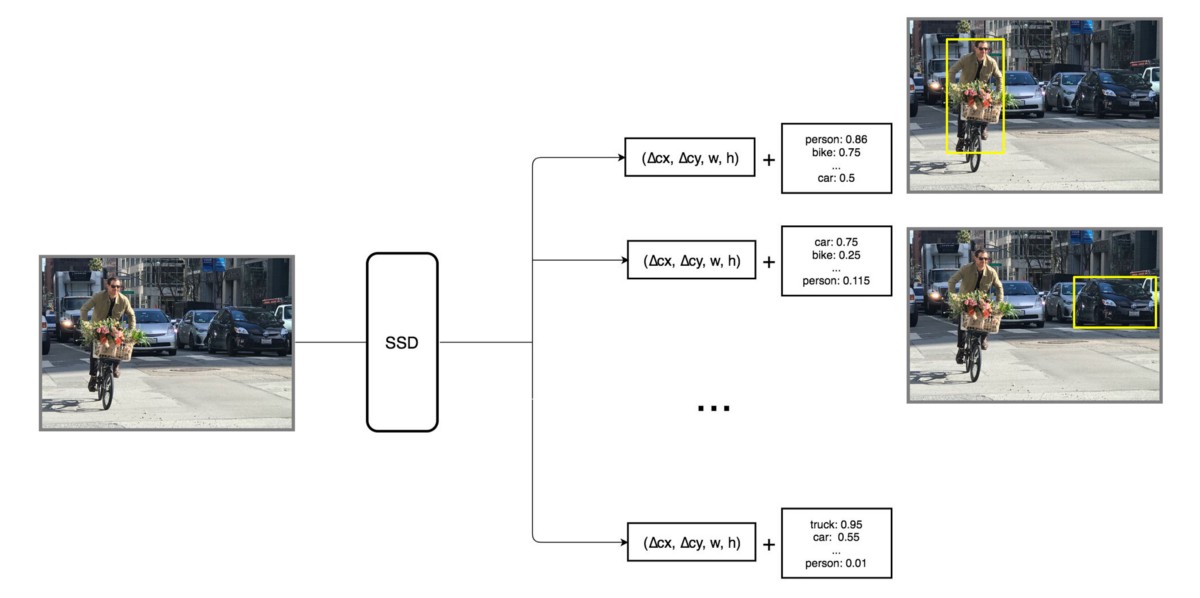 SSD
(Δcx, Δcy, w, h)
+
person: 0.86
bike: 0.75
...
car: 0.5
(Δcx, Δcy, w, h)
+
car: 0.75
bike: 0.25
...
person: 0.115
...
(Δcx, Δcy, w, h)
+
truck: 0.95
car: 0.55
...
person: 0.01